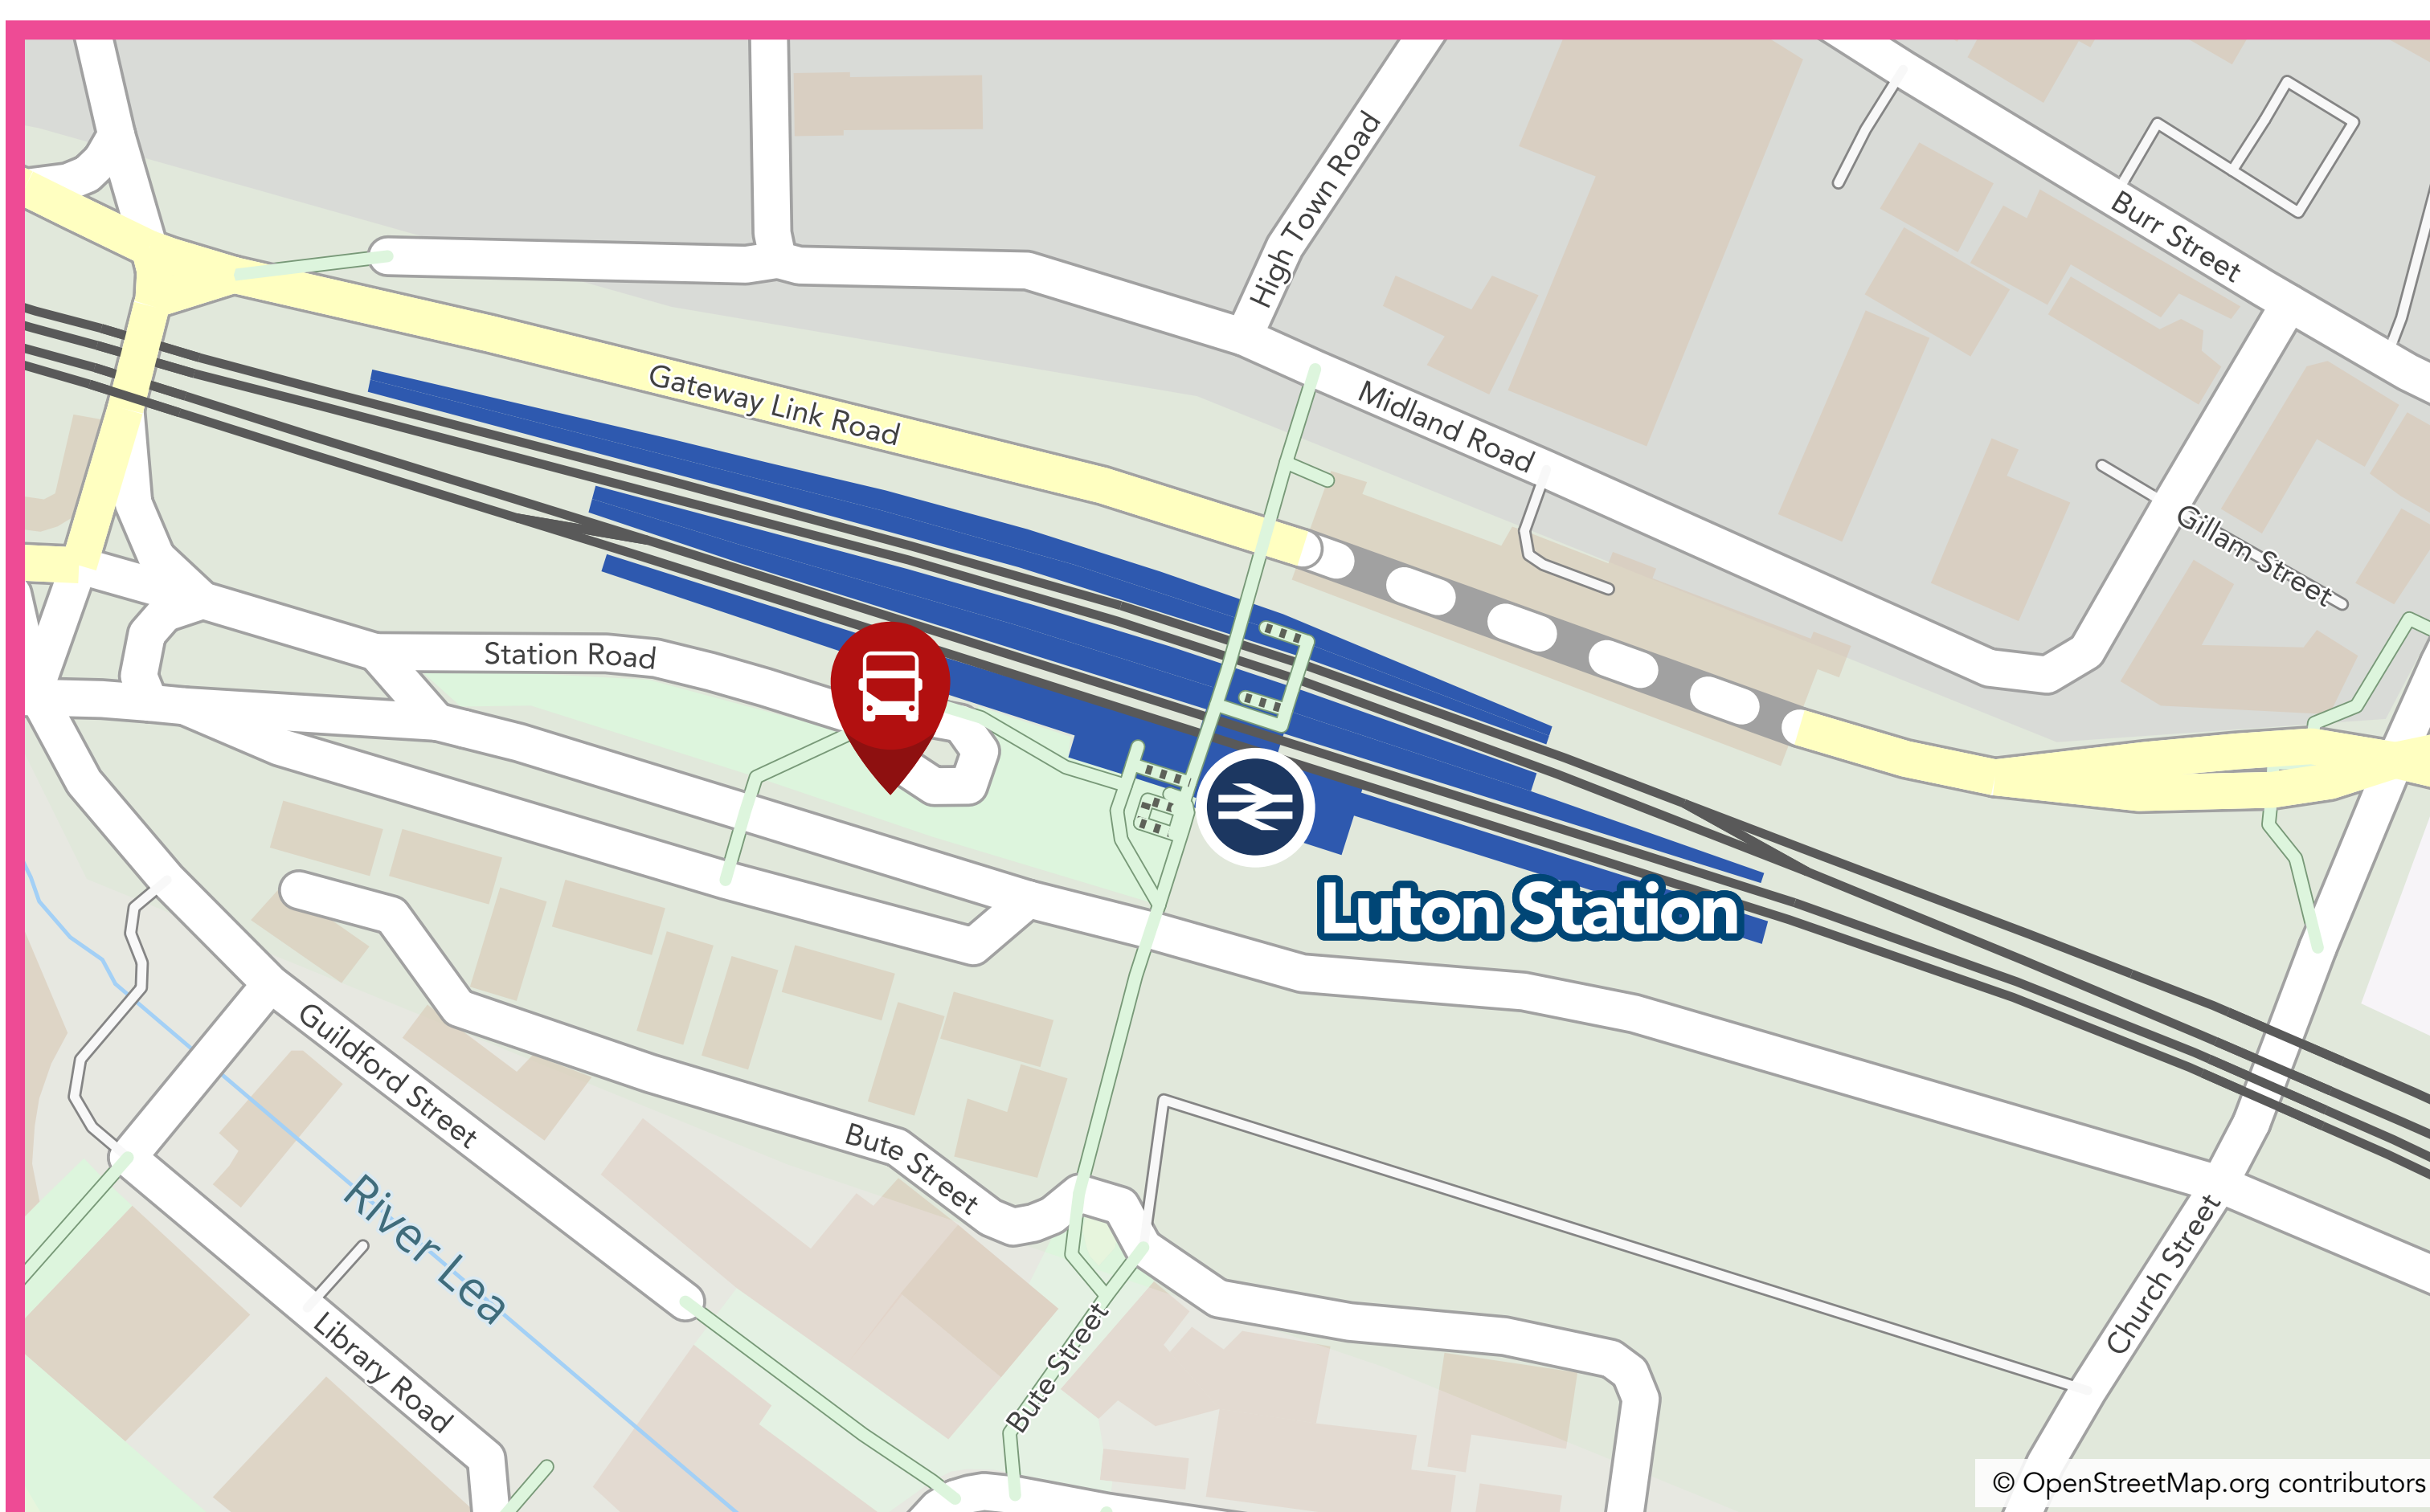 High Town Road
Burr Street
Gateway Link Road
Midland Road
Gillam Street
Station Road
Luton Station
Guildford Street
Bute Street
River Lea
Church Street
Library Road
Bute Street
© OpenStreetMap.org contributors